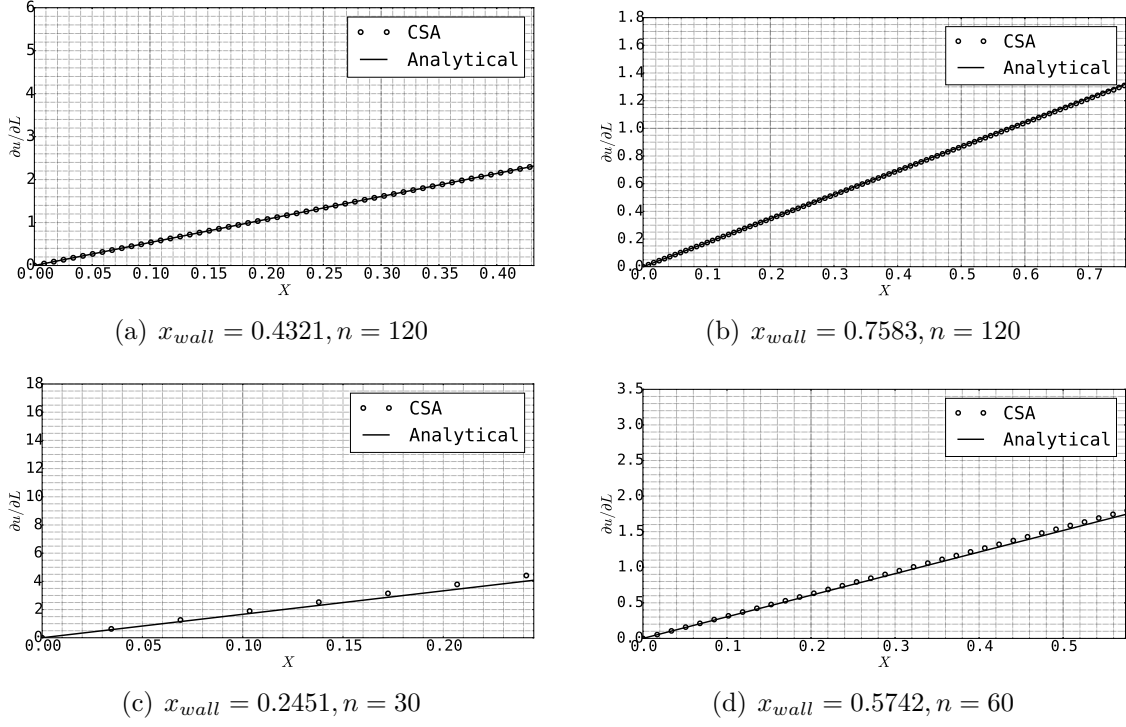 6
5
4
3
2
1
0
∂u/∂L
CSA
Analytical
0.00 0.05 0.10 0.15 0.20 0.25 0.30 0.35 0.40
X
(a) x_wall = 0.4321, n = 120
1.8
1.6
1.4
1.2
1.0
0.8
0.6
0.4
0.2
0.0
∂u/∂L
CSA
Analytical
0.0 0.1 0.2 0.3 0.4 0.5 0.6 0.7
X
(b) x_wall = 0.7583, n = 120
18
16
14
12
10
8
6
4
2
0
∂u/∂L
CSA
Analytical
0.00 0.05 0.10 0.15 0.20
X
(c) x_wall = 0.2451, n = 30
3.5
3.0
2.5
2.0
1.5
1.0
0.5
0.0
∂u/∂L
CSA
Analytical
0.0 0.1 0.2 0.3 0.4 0.5
X
(d) x_wall = 0.5742, n = 60